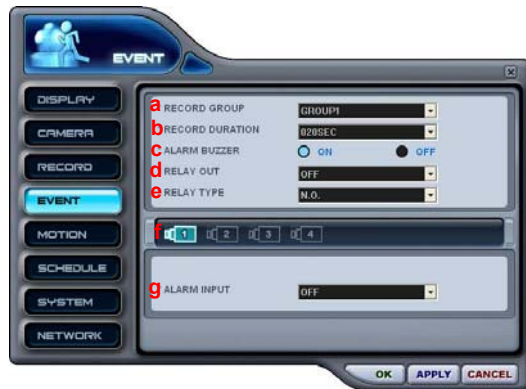 EVENT
DISPLAY
CAMERA
RECORD
EVENT
MOTION
SCHEDULE
SYSTEM
NETWORK
a RECORD GROUP GROUP1
b RECORD DURATION 020SEC
c ALARM BUZZER ON OFF
d RELAY OUT OFF
e RELAY TYPE N.O.
f 1 2 3 4
g ALARM INPUT OFF
OK APPLY CANCEL